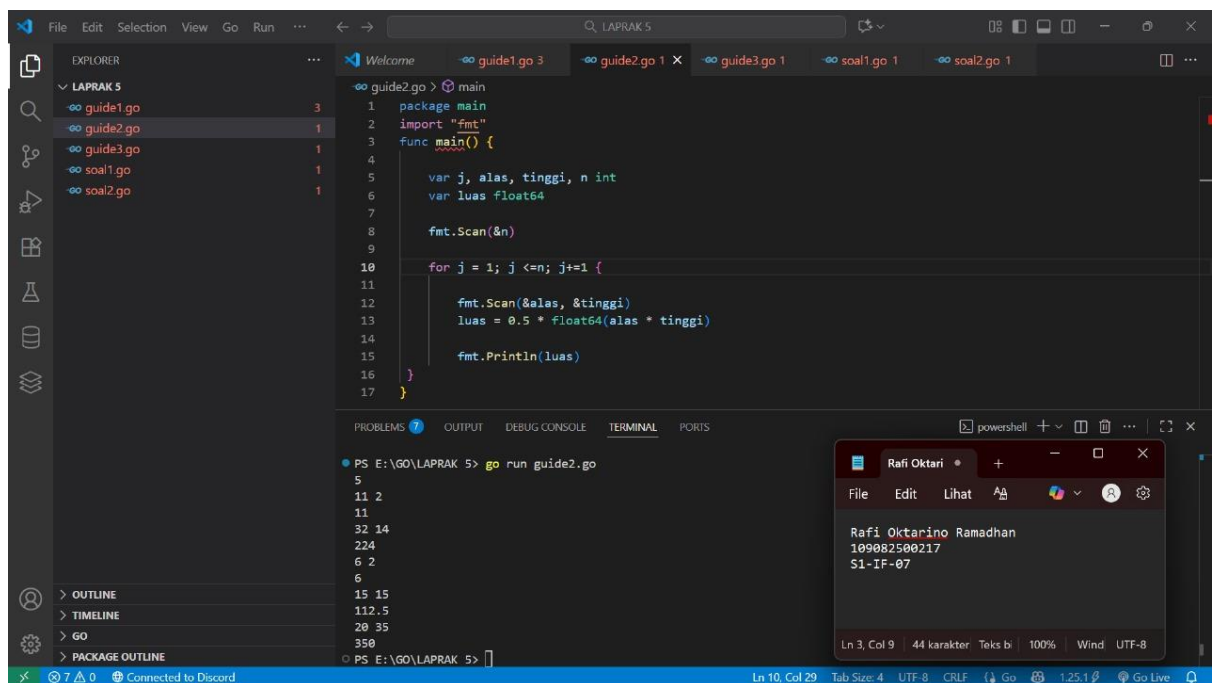 File Edit Selection View Go Run ...
LAPRAK 5
EXPLORER
LAPRAK 5
guide1.go 3
guide2.go 1
guide3.go 1
soal1.go 1
soal2.go 1
OUTLINE
TIMELINE
GO
PACKAGE OUTLINE
Welcome guide1.go 3 guide2.go 1 guide3.go 1 soal1.go 1 soal2.go 1
guide2.go > main
1 package main
2 import "fmt"
3 func main() {
4
5 var j, alas, tinggi, n int
6 var luas float64
7
8 fmt.Scan(&n)
9
10 for j = 1; j <=n; j+=1 {
11
12 fmt.Scan(&alas, &tinggi)
13 luas = 0.5 * float64(alas * tinggi)
14
15 fmt.Println(luas)
16 }
17 }
PROBLEMS 7 OUTPUT DEBUG CONSOLE TERMINAL PORTS
powershell
PS E:\GO\LAPRAK 5> go run guide2.go
5
11 2
11
32 14
224
6 2
6
15 15
112.5
20 35
350
PS E:\GO\LAPRAK 5>
Rafi Oktari
File Edit Lihat
Rafi Oktarino Ramadhan
109082500217
S1-IF-07
Ln 3, Col 9 44 karakter Teks bi 100% Wind UTF-8
7 0 Connected to Discord
Ln 10, Col 29 Tab Size: 4 UTF-8 CRLF Go 1.25.1 Go Live